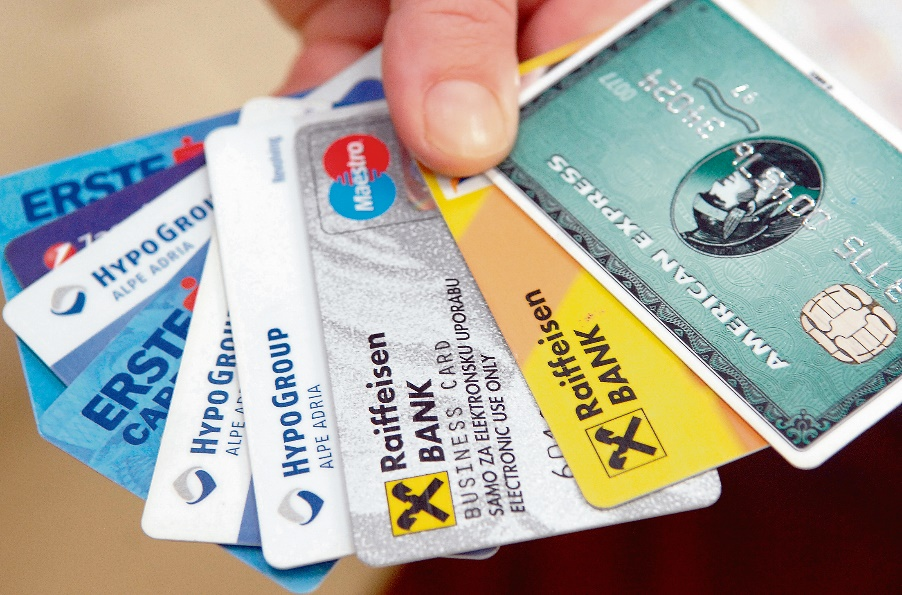 ERSTE
HYPO GROUP
ALPE ADRIA
ERSTE
CARD
HYPO GROUP
ALPE ADRIA
HYPO GROUP
ALPE ADRIA
Maestro
Raiffeisen
BANK
BUSINESS CARD
SAMO ZA ELEKTRONSKU UPORABU
ELECTRONIC USE ONLY
Raiffeisen
BANK
AMERICAN EXPRESS